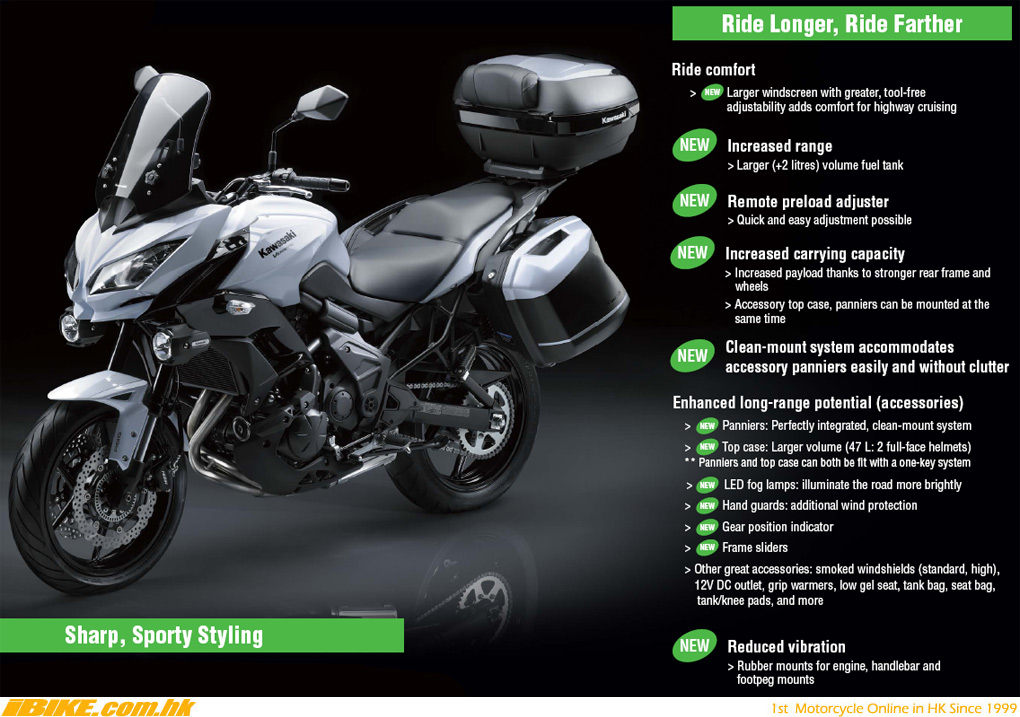 Ride Longer, Ride Farther
Ride comfort
> NEW Larger windscreen with greater, tool-free
adjustability adds comfort for highway cruising
NEW Increased range
> Larger (+2 litres) volume fuel tank
NEW Remote preload adjuster
> Quick and easy adjustment possible
NEW Increased carrying capacity
> Increased payload thanks to stronger rear frame and
wheels
> Accessory top case, panniers can be mounted at the
same time
NEW Clean-mount system accommodates
accessory panniers easily and without clutter
Enhanced long-range potential (accessories)
> NEW Panniers: Perfectly integrated, clean-mount system
> NEW Top case: Larger volume (47 L: 2 full-face helmets)
** Panniers and top case can both be fit with a one-key system
> NEW LED fog lamps: illuminate the road more brightly
> NEW Hand guards: additional wind protection
> NEW Gear position indicator
> NEW Frame sliders
> Other great accessories: smoked windshields (standard, high),
12V DC outlet, grip warmers, low gel seat, tank bag, seat bag,
tank/knee pads, and more
NEW Reduced vibration
> Rubber mounts for engine, handlebar and
footpeg mounts
Kawasaki
Kawasaki
Sharp, Sporty Styling
iBIKE.com.hk
1st Motorcycle Online in HK Since 1999